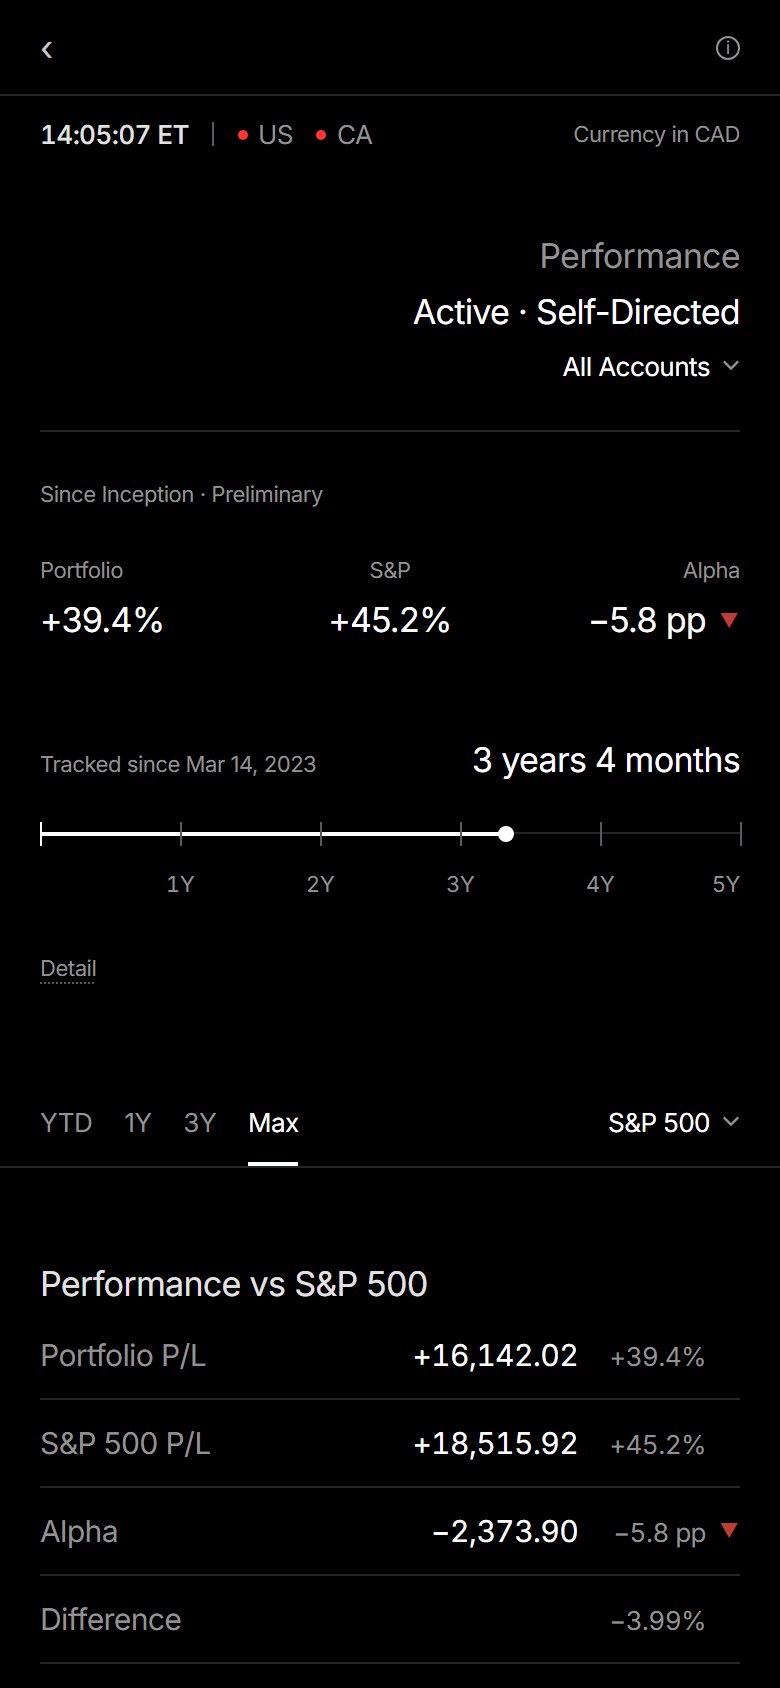 14:05:07 ET | US CA Currency in CAD
Performance
Active · Self-Directed
All Accounts
Since Inception · Preliminary
Portfolio S&P Alpha
+39.4% +45.2% −5.8 pp ▼
Tracked since Mar 14, 2023 3 years 4 months
1Y 2Y 3Y 4Y 5Y
Detail
YTD 1Y 3Y Max S&P 500
Performance vs S&P 500
Portfolio P/L +16,142.02 +39.4%
S&P 500 P/L +18,515.92 +45.2%
Alpha −2,373.90 −5.8 pp ▼
Difference −3.99%